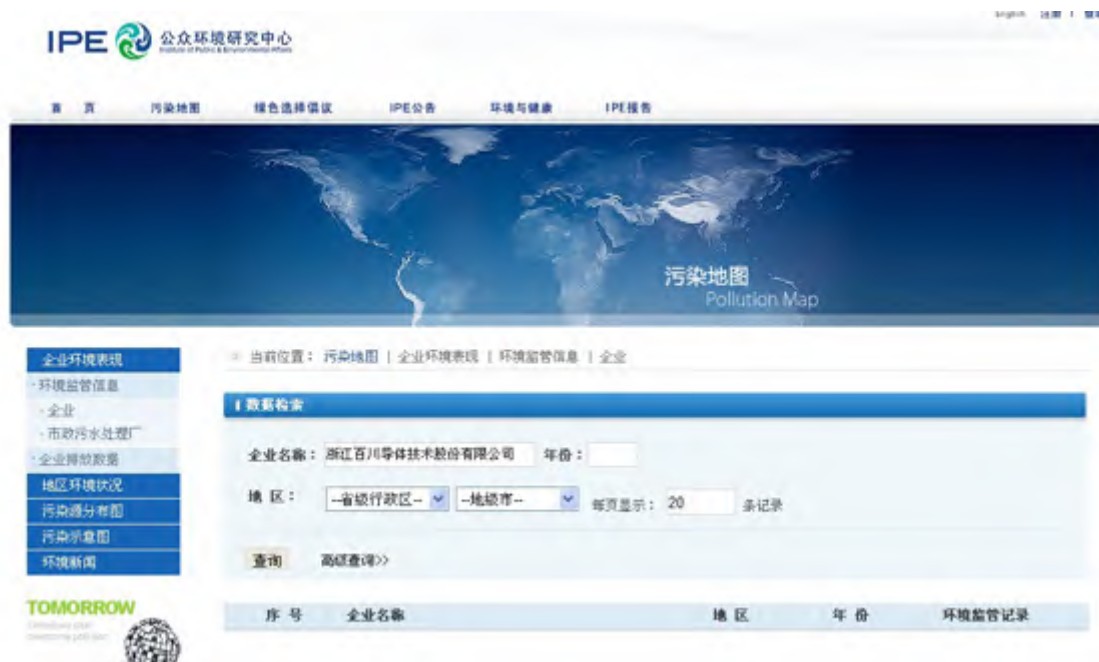 English 注册 |
IPE 公众环境研究中心
Institute of Public & Environmental Affairs
首 页 污染地图 绿色选择倡议 IPE公告 环境与健康 IPE报告
污染地图
Pollution Map
企业环境表现
·环境监管信息
·企业
·市政污水处理厂
·企业排放数据
地区环境状况
污染源分布图
污染示意图
环境新闻
TOMORROW
当前位置: 污染地图 | 企业环境表现 | 环境监管信息 | 企业
数据检索
企业名称: 浙江百川导体技术股份有限公司 年份:
地 区: --省级行政区-- --地级市-- 每页显示: 20 条记录
查询 高级查询>>
序 号 企业名称 地 区 年 份 环境监管记录